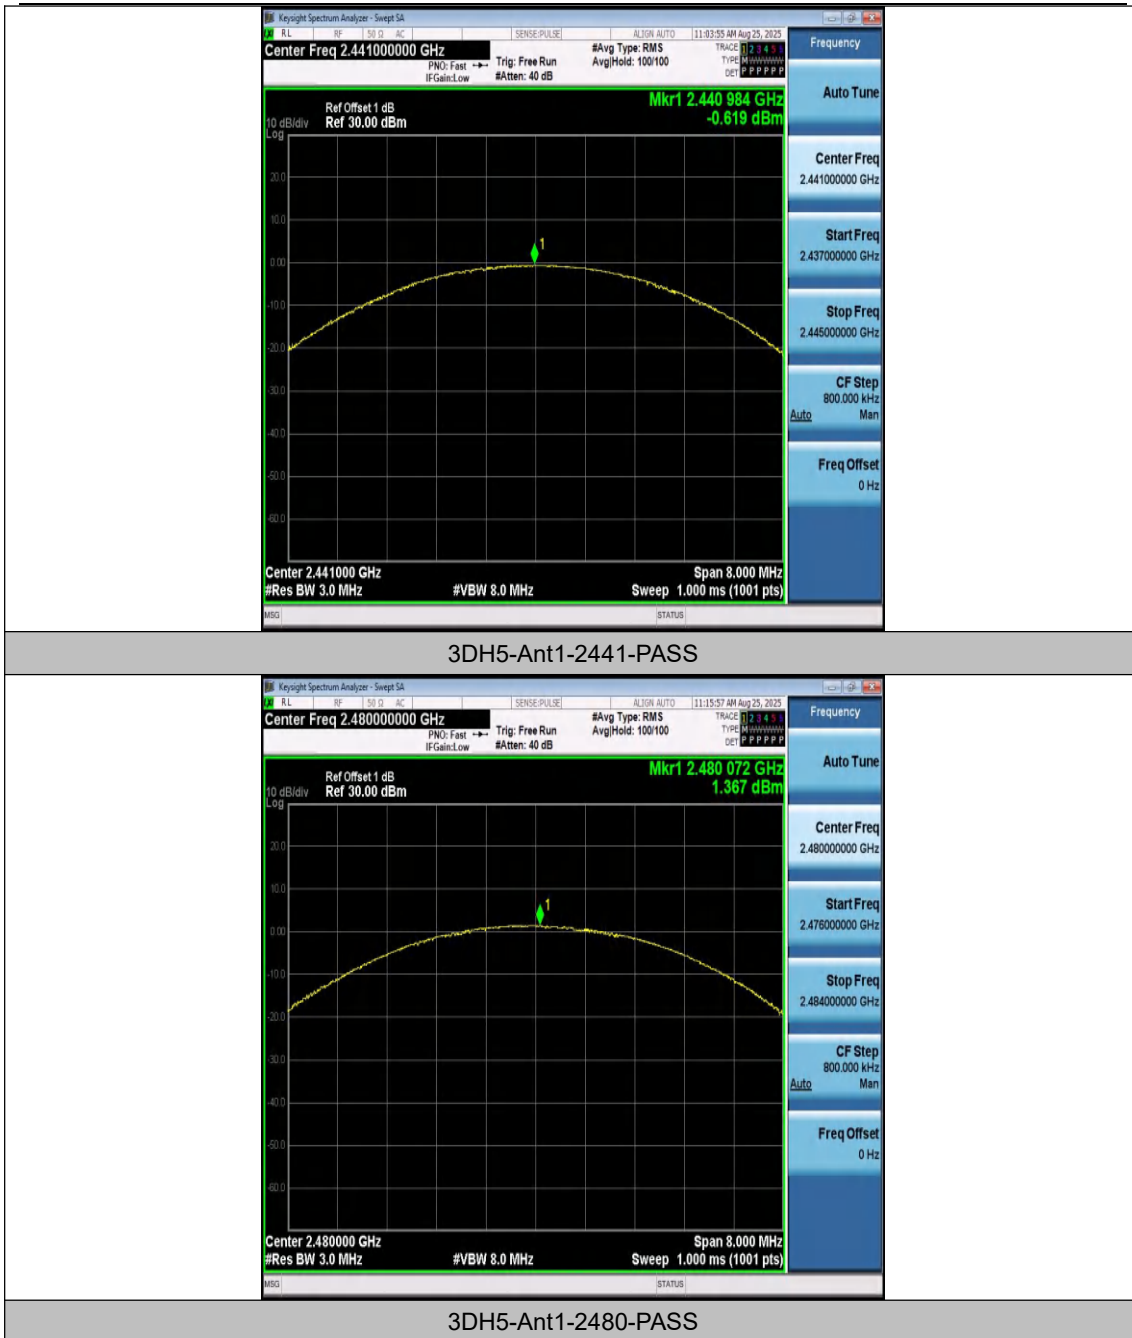 Keysight Spectrum Analyzer - Swept SA
RL RF 50 Ω AC SENSE:PULSE ALIGN AUTO 11:03:55 AM Aug 25, 2025
Center Freq 2.441000000 GHz
PNO: Fast
IFGain:Low
Trig: Free Run
#Atten: 40 dB
#Avg Type: RMS
Avg|Hold: 100/100
TRACE 1 2 3 4 5 6
TYPE M WWWWW
DET P P P P P P
Frequency
Auto Tune
Center Freq
2.441000000 GHz
Start Freq
2.437000000 GHz
Stop Freq
2.445000000 GHz
CF Step
800.000 kHz
Auto Man
Freq Offset
0 Hz
Mkr1 2.440 984 GHz
-0.619 dBm
Ref Offset 1 dB
10 dB/div Ref 30.00 dBm
Log
20.0
10.0
0.00
-10.0
-20.0
-30.0
-40.0
-50.0
-60.0
1
Center 2.441000 GHz Span 8.000 MHz
#Res BW 3.0 MHz #VBW 8.0 MHz Sweep 1.000 ms (1001 pts)
MSG STATUS
3DH5-Ant1-2441-PASS
Keysight Spectrum Analyzer - Swept SA
RL RF 50 Ω AC SENSE:PULSE ALIGN AUTO 11:15:57 AM Aug 25, 2025
Center Freq 2.480000000 GHz
PNO: Fast
IFGain:Low
Trig: Free Run
#Atten: 40 dB
#Avg Type: RMS
Avg|Hold: 100/100
TRACE 1 2 3 4 5 6
TYPE M WWWWW
DET P P P P P P
Frequency
Auto Tune
Center Freq
2.480000000 GHz
Start Freq
2.476000000 GHz
Stop Freq
2.484000000 GHz
CF Step
800.000 kHz
Auto Man
Freq Offset
0 Hz
Mkr1 2.480 072 GHz
1.367 dBm
Ref Offset 1 dB
10 dB/div Ref 30.00 dBm
Log
20.0
10.0
0.00
-10.0
-20.0
-30.0
-40.0
-50.0
-60.0
1
Center 2.480000 GHz Span 8.000 MHz
#Res BW 3.0 MHz #VBW 8.0 MHz Sweep 1.000 ms (1001 pts)
MSG STATUS
3DH5-Ant1-2480-PASS